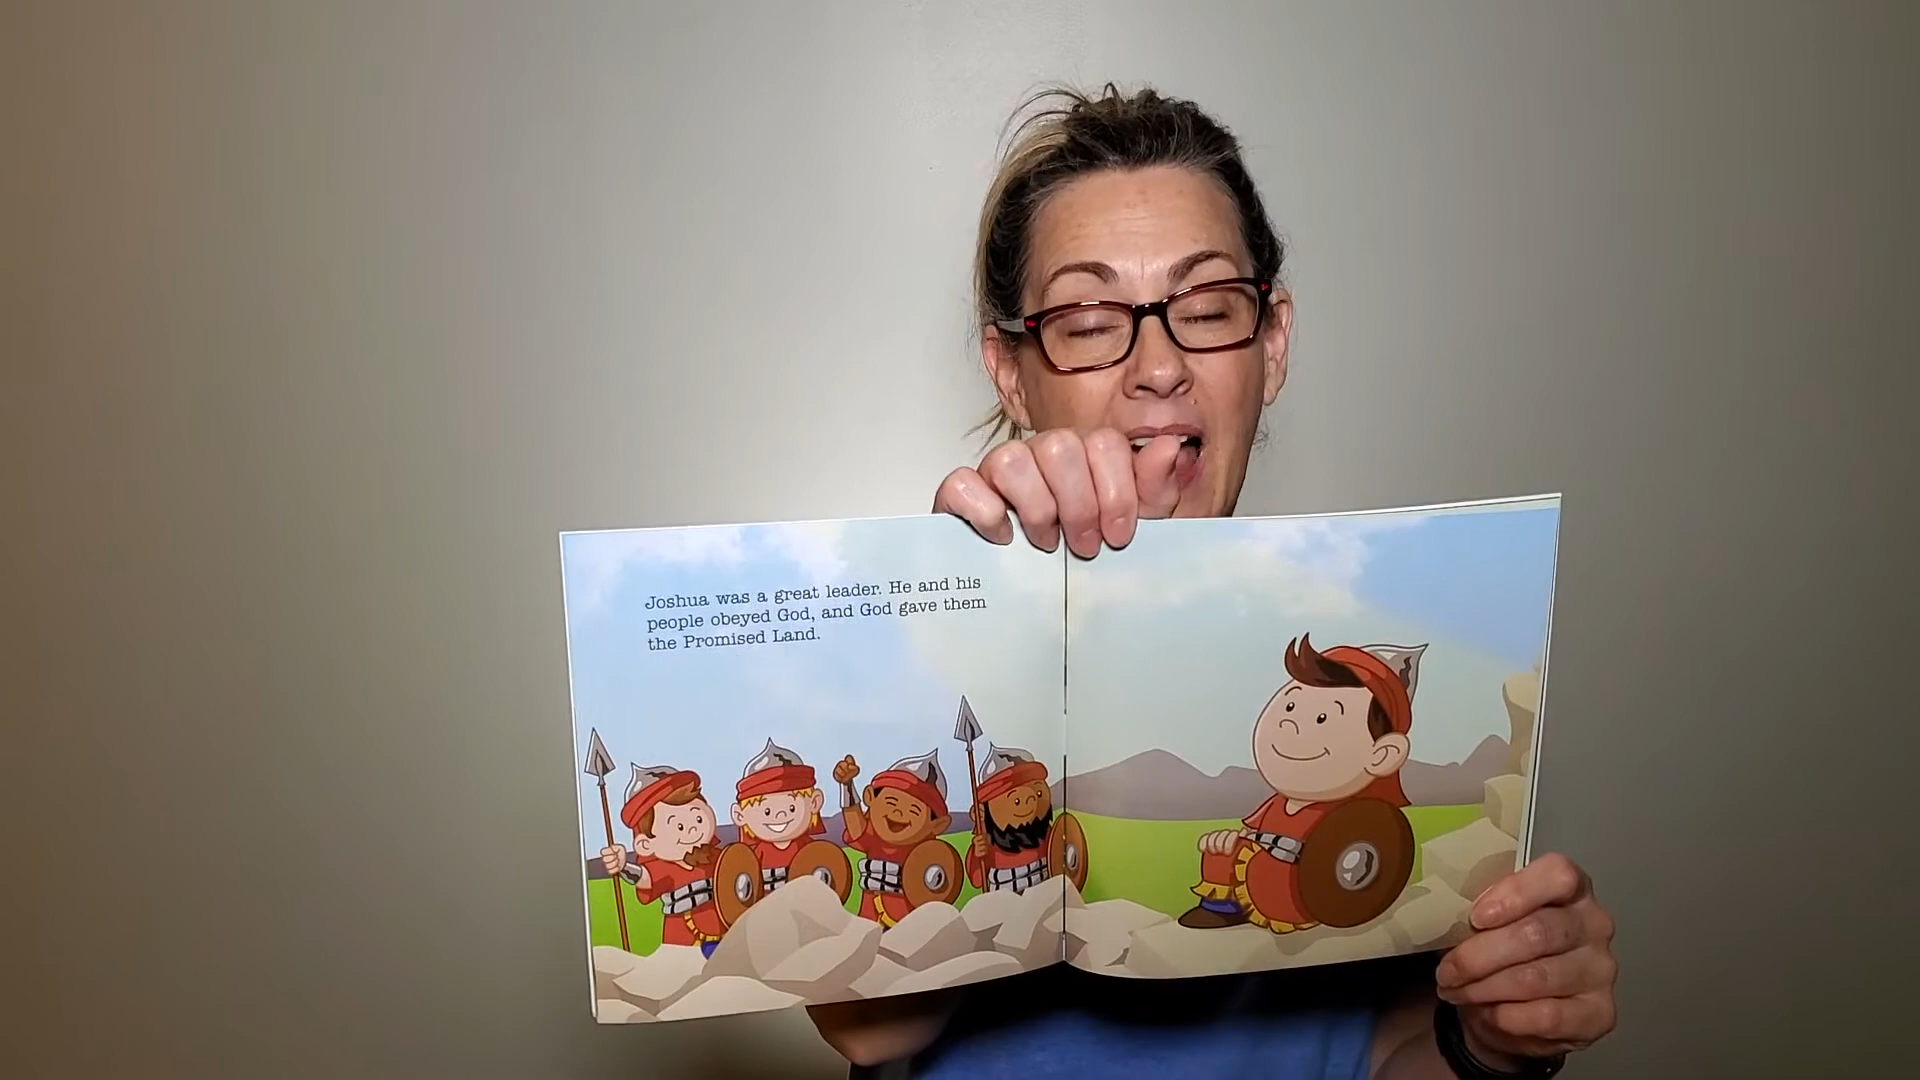 Joshua was a great leader. He and his
people obeyed God, and God gave them
the Promised Land.